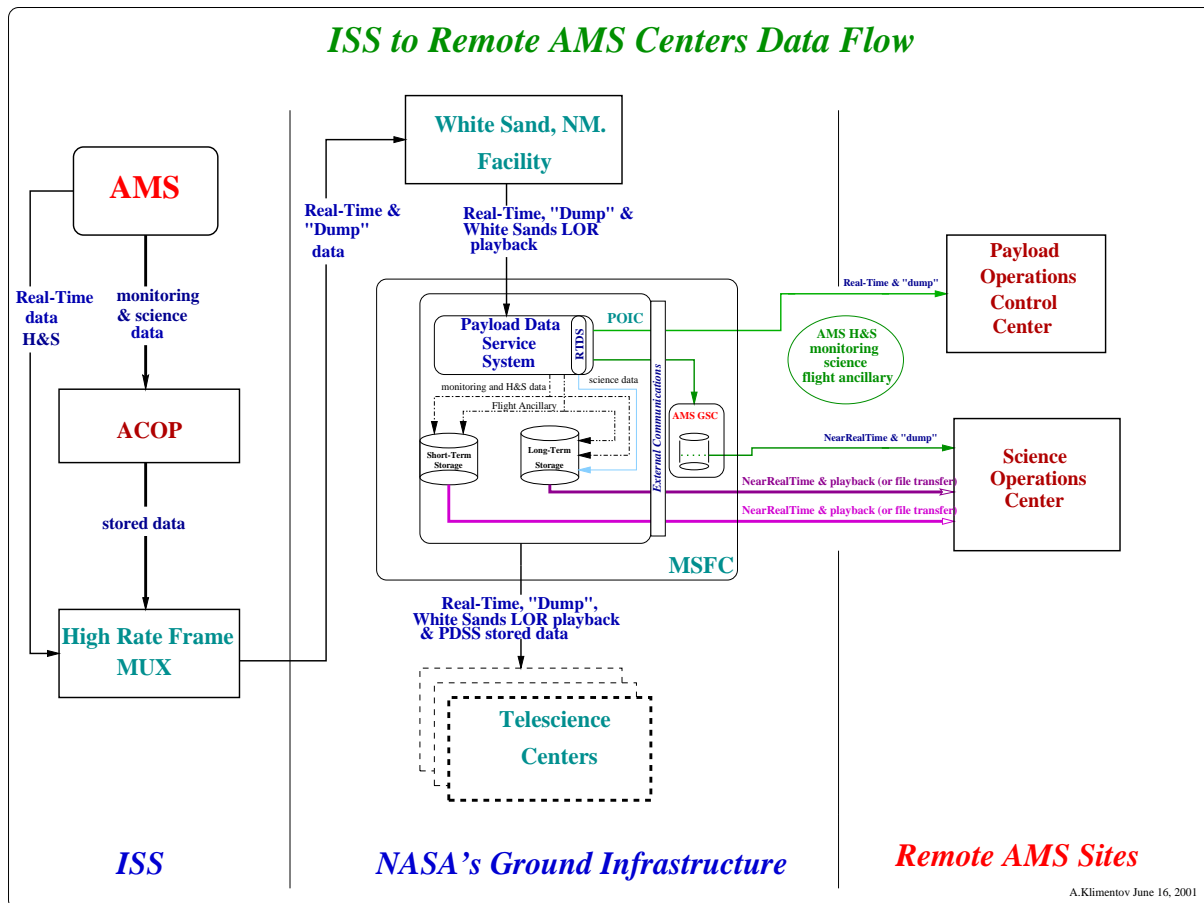 ISS to Remote AMS Centers Data Flow
AMS
Real-Time
data
H&S
monitoring
& science
data
ACOP
stored data
High Rate Frame
MUX
Real-Time &
"Dump"
data
White Sand, NM.
Facility
Real-Time, "Dump" &
White Sands LOR
playback
POIC
Payload Data
Service
System
RTDS
science data
monitoring and H&S data
Flight Ancillary
Short-Term
Storage
Long-Term
Storage
External Communications
AMS GSC
MSFC
Real-Time, "Dump",
White Sands LOR playback
& PDSS stored data
Telescience
Centers
Real-Time & "dump"
AMS H&S
monitoring
science
flight ancillary
NearRealTime & "dump"
NearRealTime & playback (or file transfer)
NearRealTime & playback (or file transfer)
Payload
Operations
Control
Center
Science
Operations
Center
ISS
NASA's Ground Infrastructure
Remote AMS Sites
A.Klimentov June 16, 2001